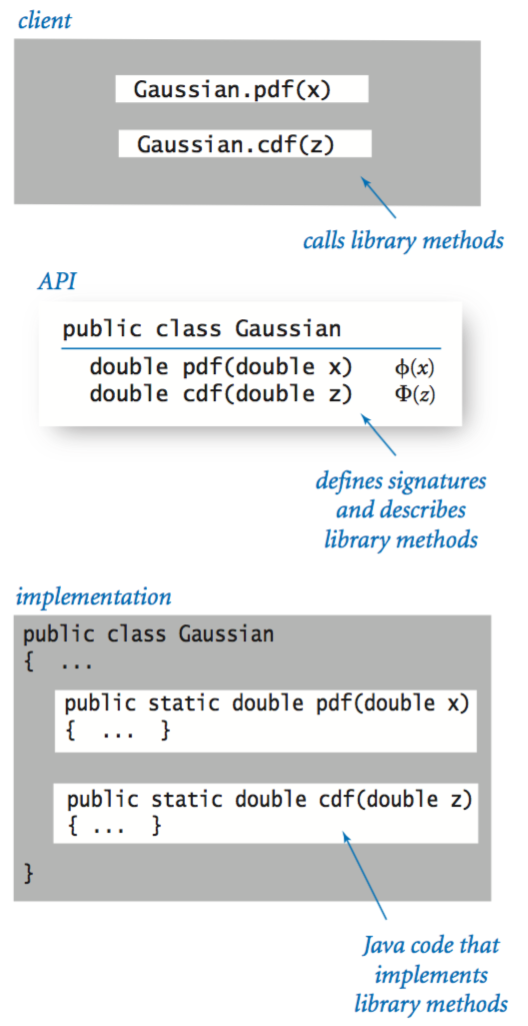 client
Gaussian.pdf(x)
Gaussian.cdf(z)
calls library methods
API
public class Gaussian
double pdf(double x) ϕ(x)
double cdf(double z) Φ(z)
defines signatures
and describes
library methods
implementation
public class Gaussian
{ ...
public static double pdf(double x)
{ ... }
public static double cdf(double z)
{ ... }
}
Java code that
implements
library methods